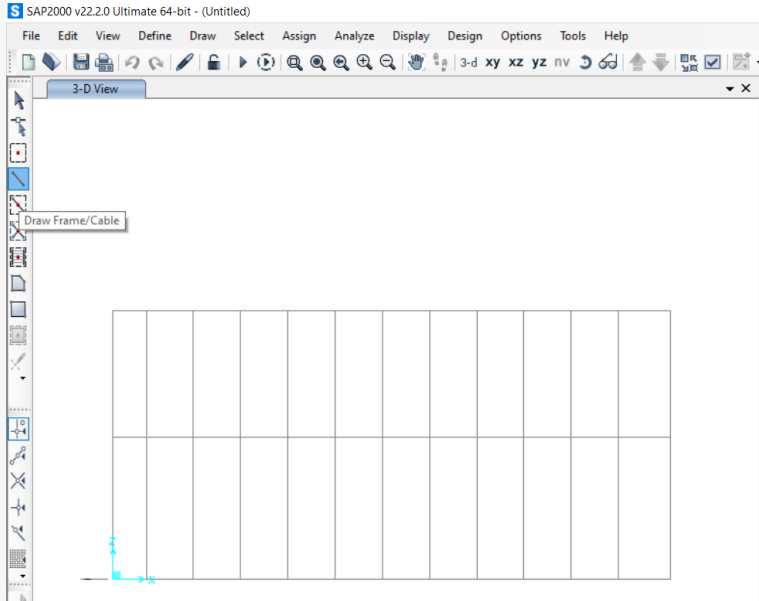 S SAP2000 v22.2.0 Ultimate 64-bit - (Untitled)
File Edit View Define Draw Select Assign Analyze Display Design Options Tools Help
3-d xy xz yz nv
3-D View
Draw Frame/Cable
Z
X